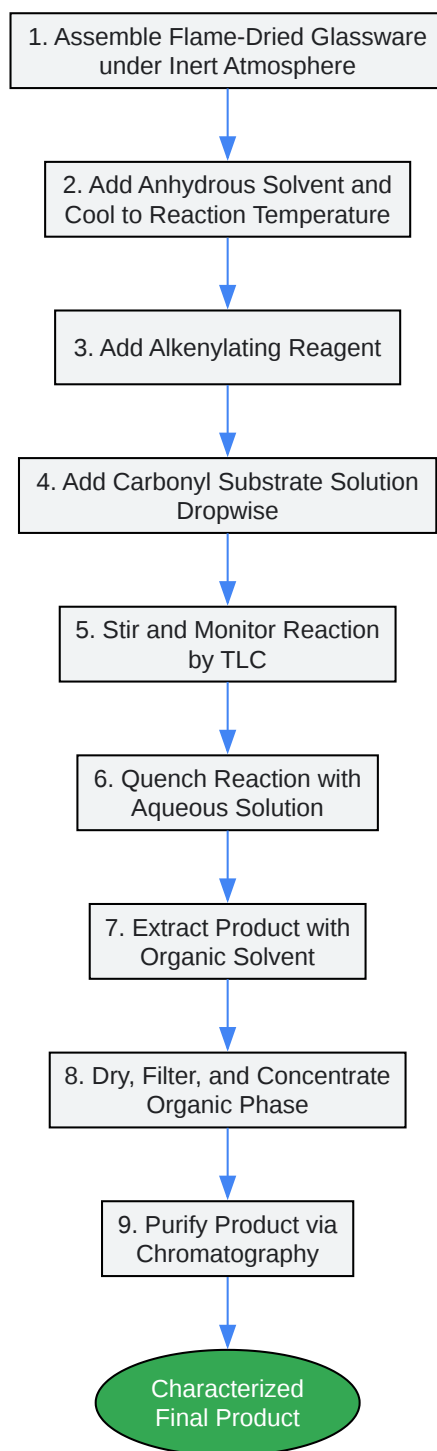 1. Assemble Flame-Dried Glassware
under Inert Atmosphere
2. Add Anhydrous Solvent and
Cool to Reaction Temperature
3. Add Alkenylating Reagent
4. Add Carbonyl Substrate Solution
Dropwise
5. Stir and Monitor Reaction
by TLC
6. Quench Reaction with
Aqueous Solution
7. Extract Product with
Organic Solvent
8. Dry, Filter, and Concentrate
Organic Phase
9. Purify Product via
Chromatography
Characterized
Final Product